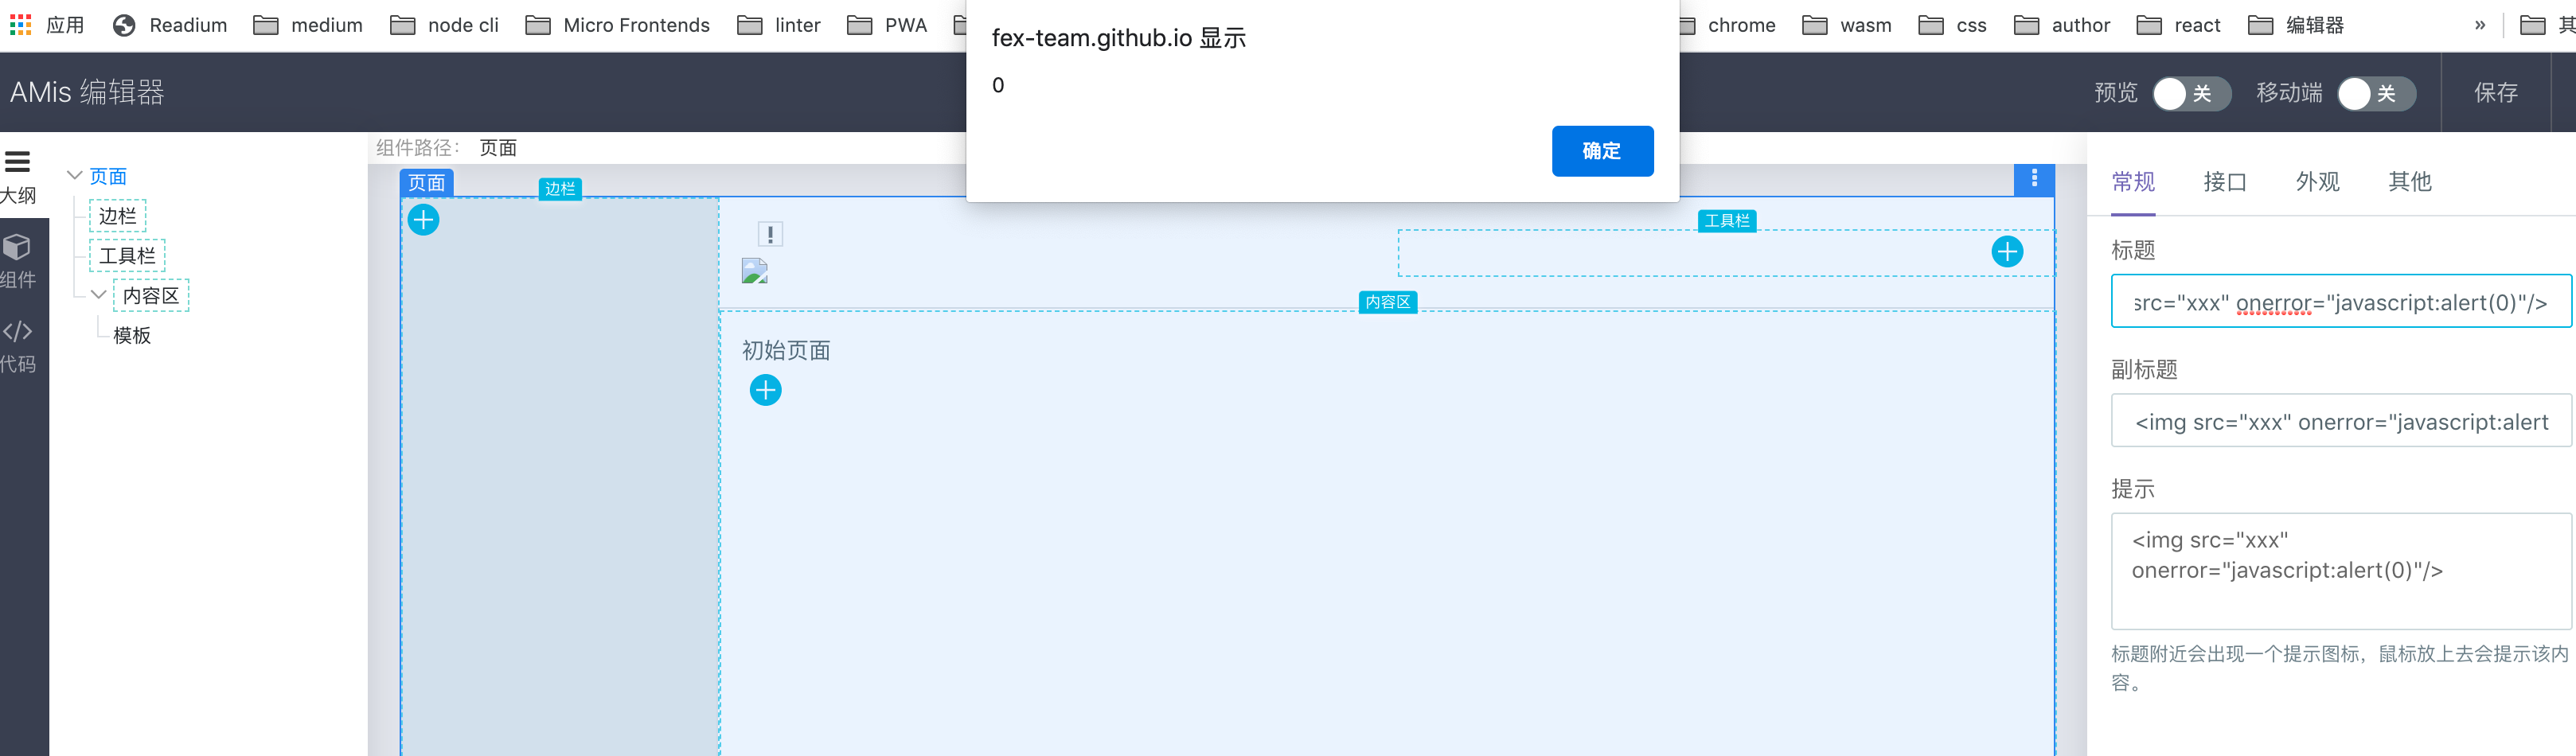 应用 Readium medium node cli Micro Frontends linter PWA chrome wasm css author react 编辑器 »
fex-team.github.io 显示
0
确定
AMis 编辑器
预览 关 移动端 关 保存
大纲
组件
代码
页面
边栏
工具栏
内容区
模板
组件路径： 页面
页面
边栏
工具栏
内容区
初始页面
常规 接口 外观 其他
标题
src="xxx" onerror="javascript:alert(0)"/>
副标题
<img src="xxx" onerror="javascript:alert
提示
<img src="xxx"
onerror="javascript:alert(0)"/>
标题附近会出现一个提示图标，鼠标放上去会提示该内
容。